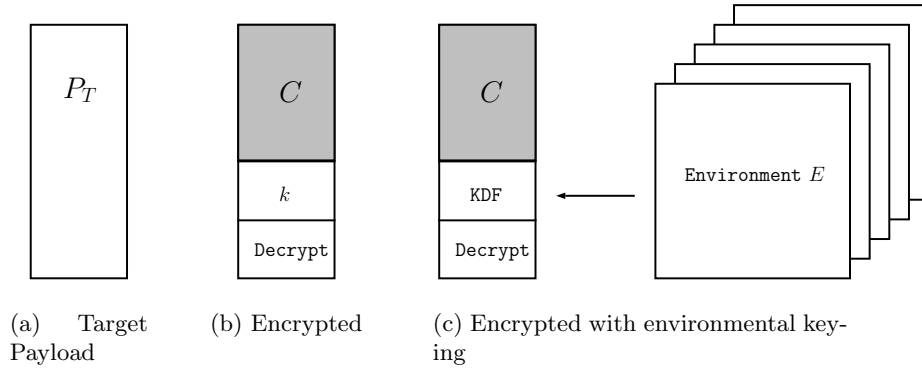 P_T
C
k
Decrypt
C
KDF
Decrypt
Environment E
(a) Target
Payload
(b) Encrypted
(c) Encrypted with environmental key-
ing